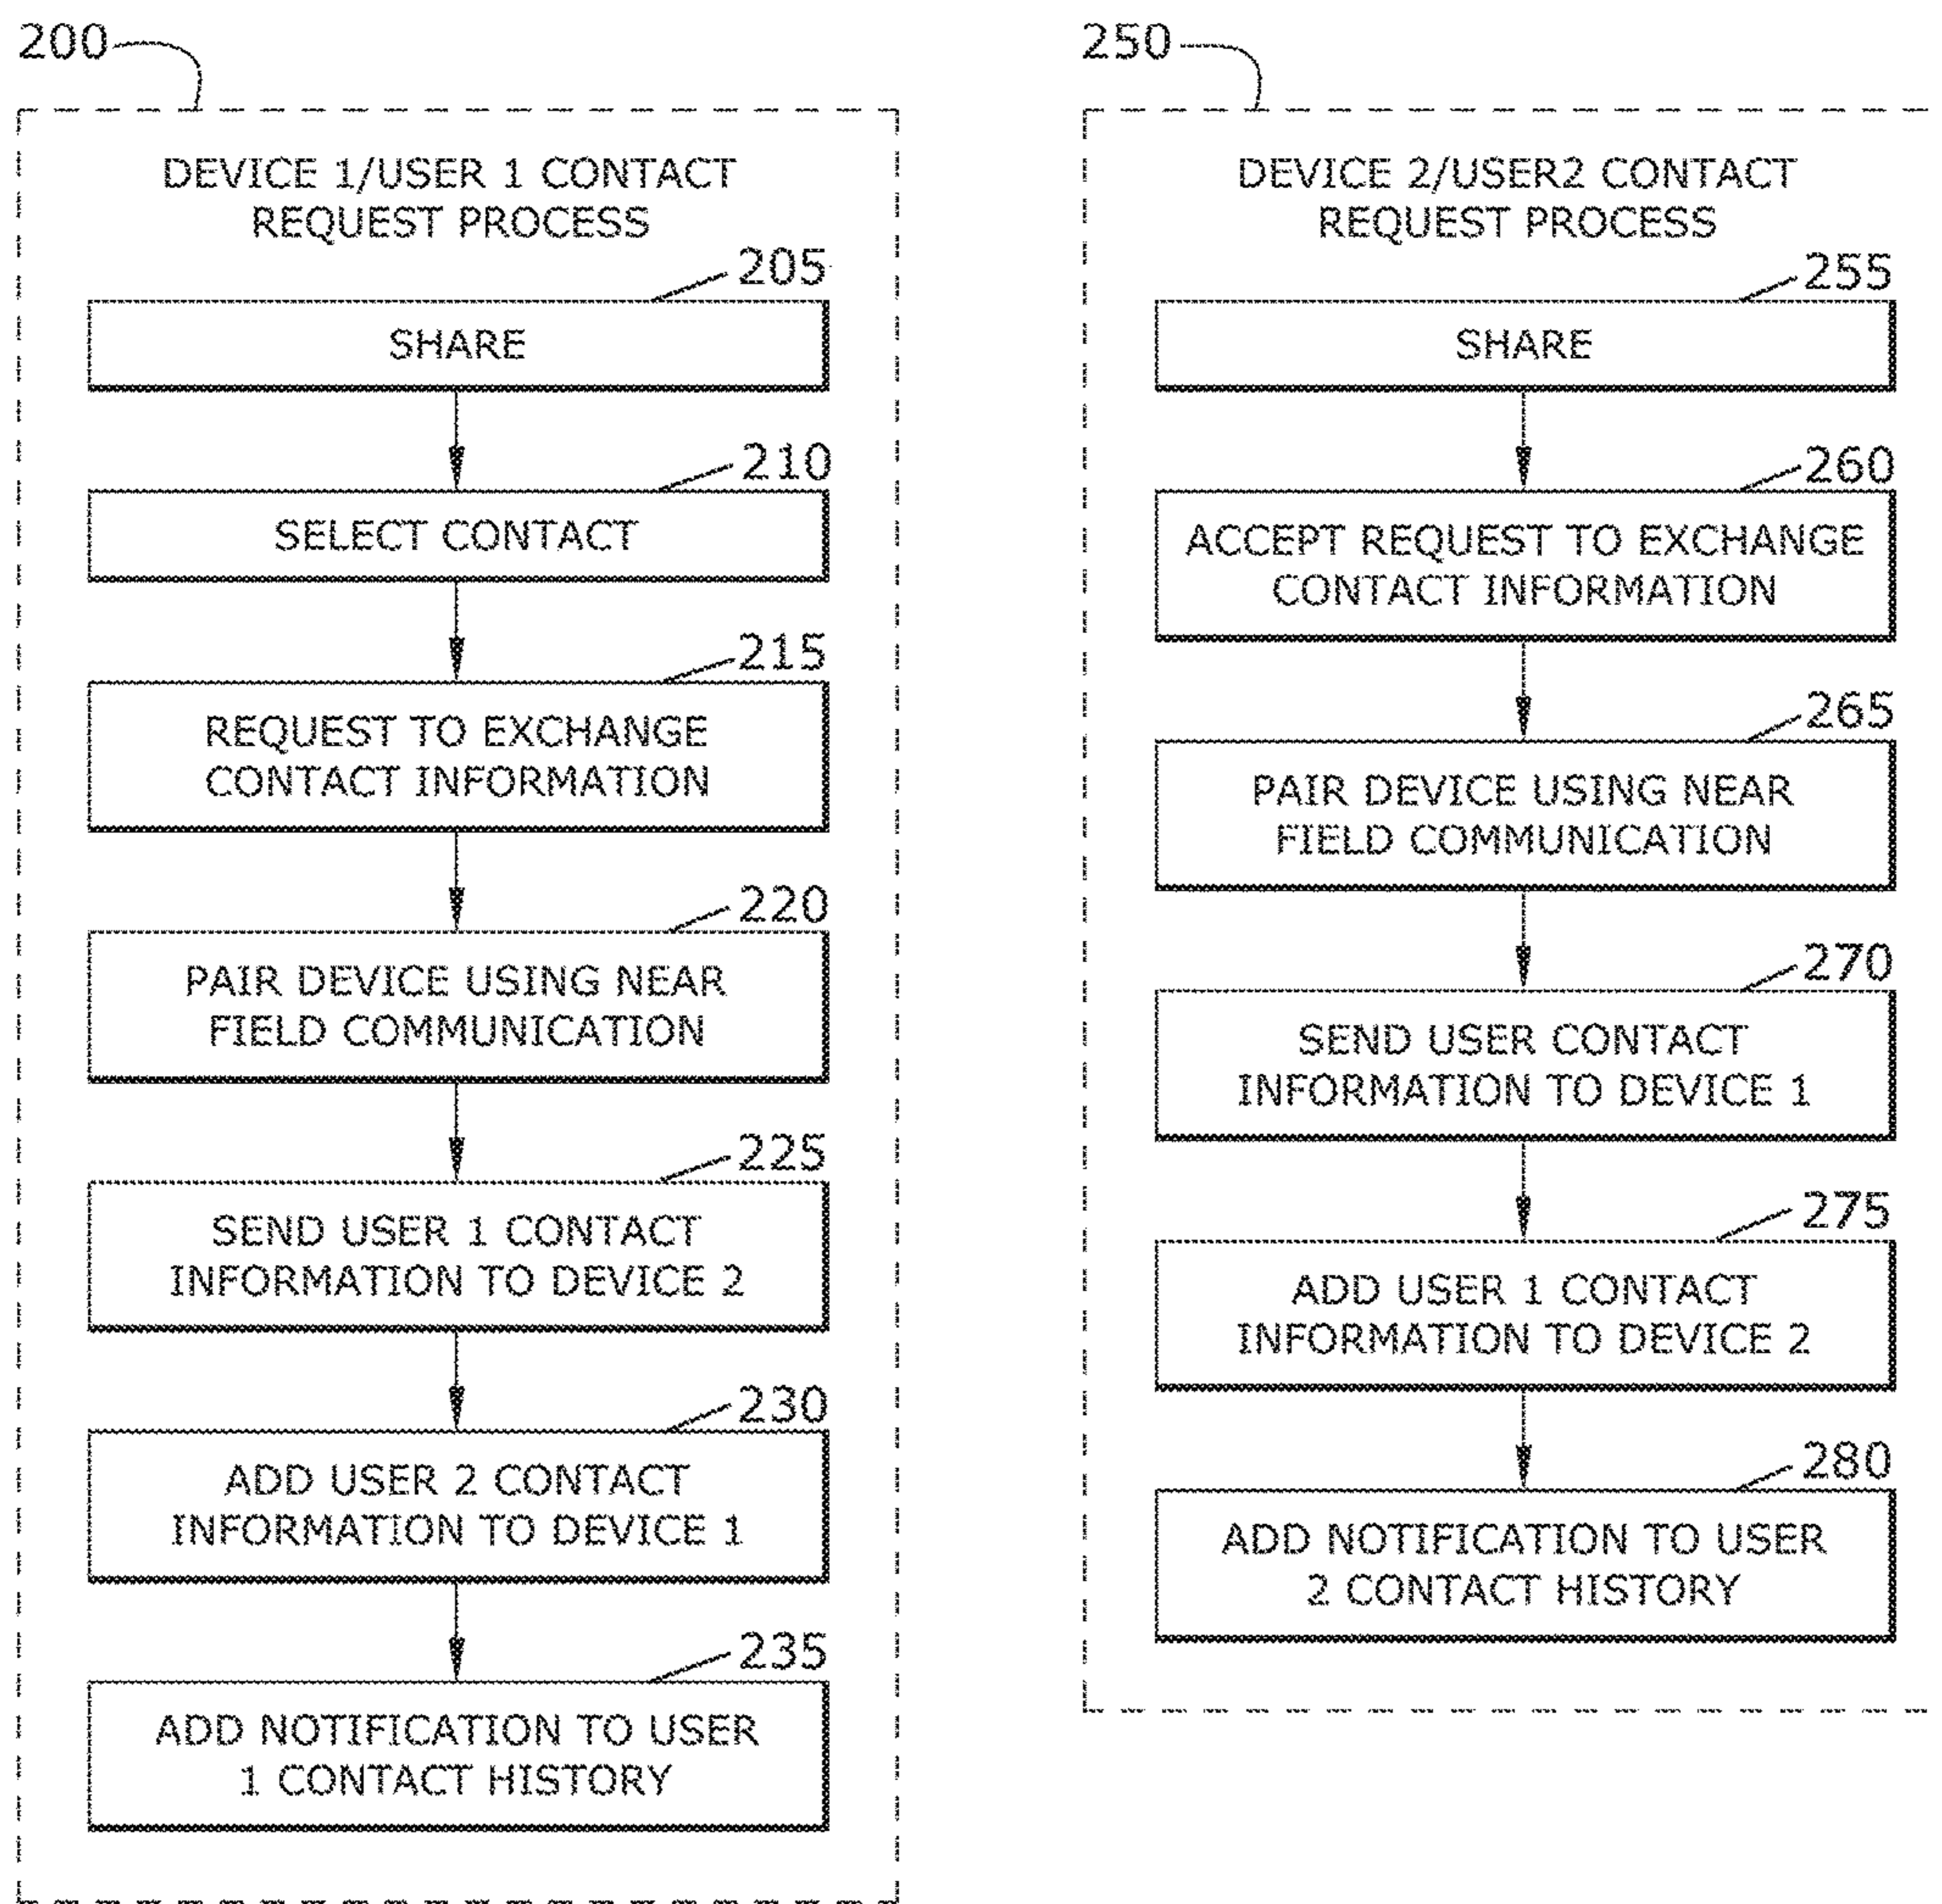 200
DEVICE 1/USER 1 CONTACT
REQUEST PROCESS
205
SHARE
210
SELECT CONTACT
215
REQUEST TO EXCHANGE
CONTACT INFORMATION
220
PAIR DEVICE USING NEAR
FIELD COMMUNICATION
225
SEND USER 1 CONTACT
INFORMATION TO DEVICE 2
230
ADD USER 2 CONTACT
INFORMATION TO DEVICE 1
235
ADD NOTIFICATION TO USER
1 CONTACT HISTORY
250
DEVICE 2/USER2 CONTACT
REQUEST PROCESS
255
SHARE
260
ACCEPT REQUEST TO EXCHANGE
CONTACT INFORMATION
265
PAIR DEVICE USING NEAR
FIELD COMMUNICATION
270
SEND USER CONTACT
INFORMATION TO DEVICE 1
275
ADD USER 1 CONTACT
INFORMATION TO DEVICE 2
280
ADD NOTIFICATION TO USER
2 CONTACT HISTORY